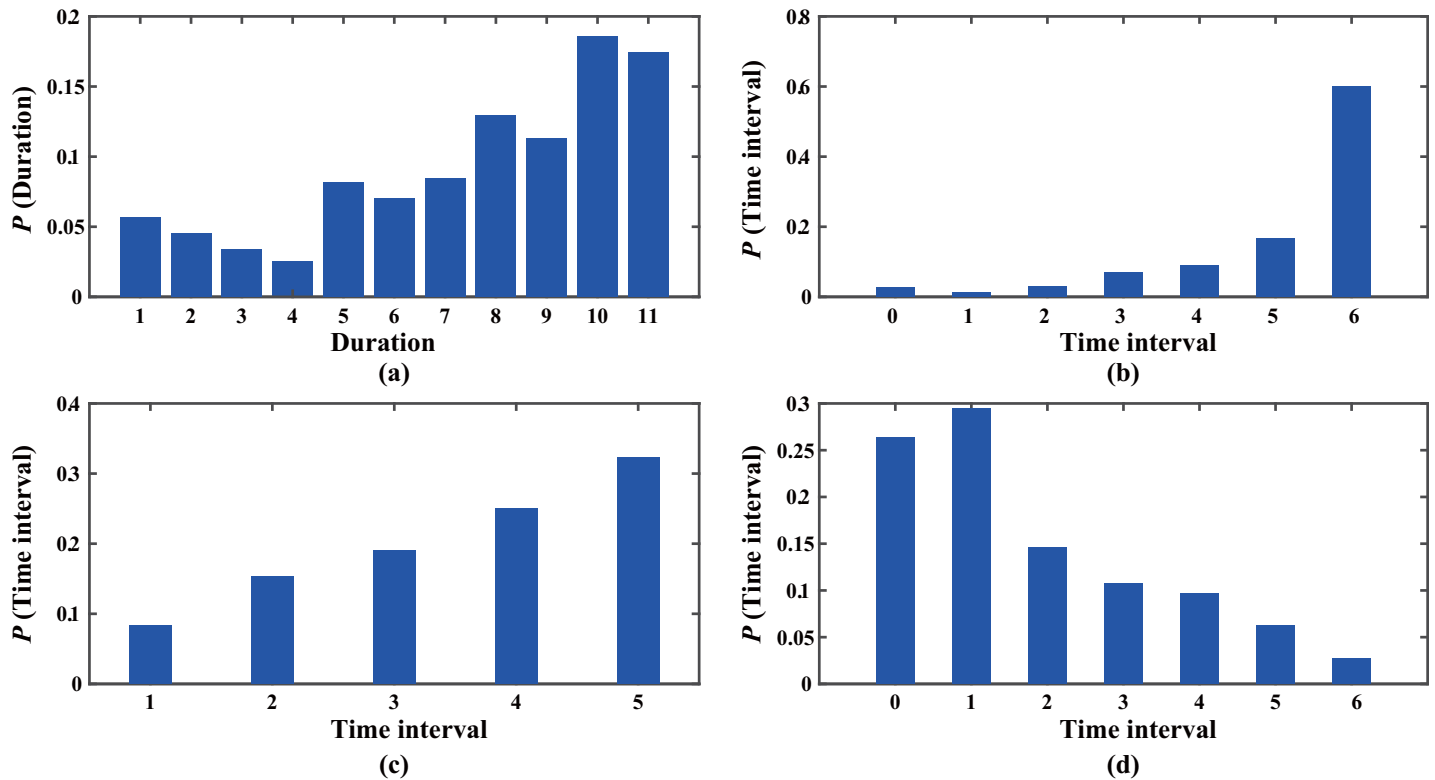 0.2
0.15
0.1
0.05
0
P (Duration)
1 2 3 4 5 6 7 8 9 10 11
Duration
(a)
0.8
0.6
0.4
0.2
0
P (Time interval)
0 1 2 3 4 5 6
Time interval
(b)
0.4
0.3
0.2
0.1
0
P (Time interval)
1 2 3 4 5
Time interval
(c)
0.3
0.25
0.2
0.15
0.1
0.05
0
P (Time interval)
0 1 2 3 4 5 6
Time interval
(d)